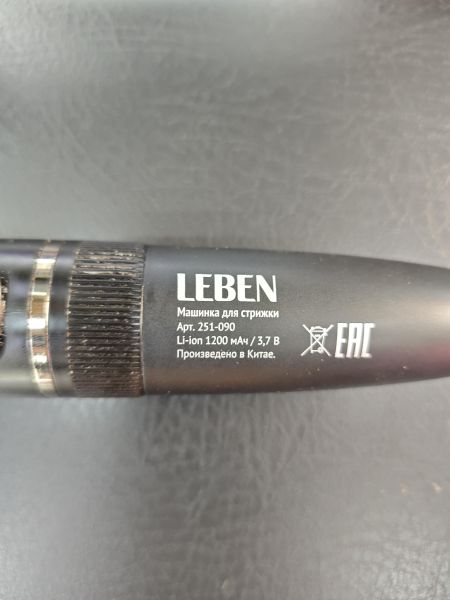 LEBEN
Машинка для стрижки
Арт. 251-090
Li-ion 1200 мАч / 3,7 В
Произведено в Китае.
EAC